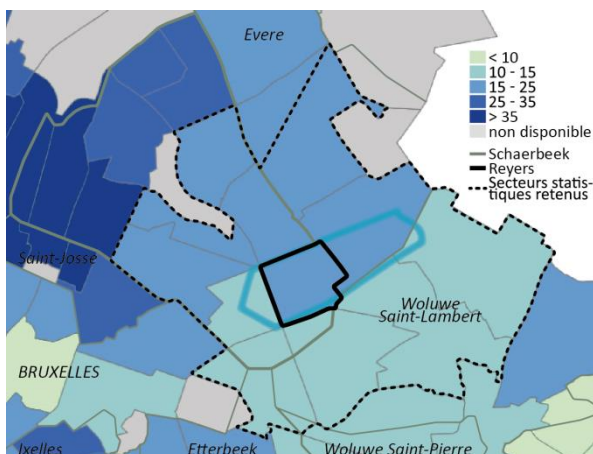 Evere
< 10
10 - 15
15 - 25
25 - 35
> 35
non disponible
Schaerbeek
Reyers
Secteurs statis-
tiques retenus
Saint-Josse
Woluwe
Saint-Lambert
BRUXELLES
Ixelles
Etterbeek
Woluwe Saint-Pierre